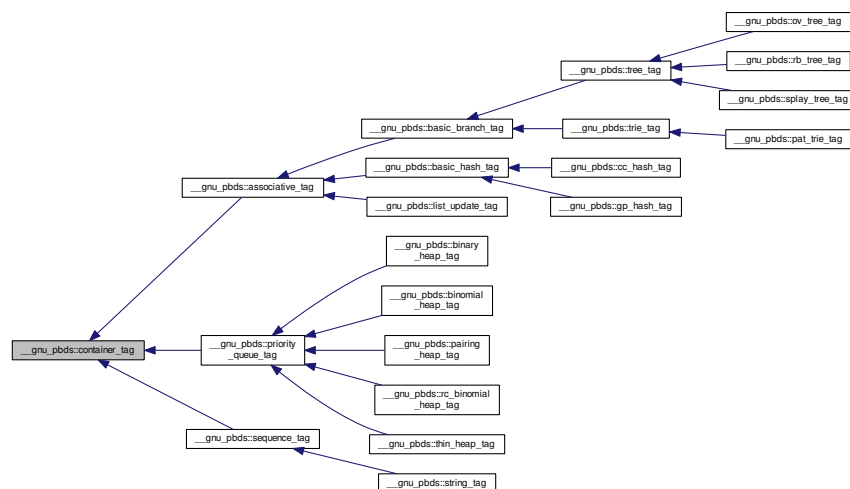 __gnu_pbds::ov_tree_tag
__gnu_pbds::rb_tree_tag
__gnu_pbds::tree_tag
__gnu_pbds::splay_tree_tag
__gnu_pbds::basic_branch_tag
__gnu_pbds::trie_tag
__gnu_pbds::pat_trie_tag
__gnu_pbds::basic_hash_tag
__gnu_pbds::cc_hash_tag
__gnu_pbds::associative_tag
__gnu_pbds::list_update_tag
__gnu_pbds::gp_hash_tag
__gnu_pbds::binary
_heap_tag
__gnu_pbds::binomial
_heap_tag
__gnu_pbds::container_tag
__gnu_pbds::priority
_queue_tag
__gnu_pbds::pairing
_heap_tag
__gnu_pbds::rc_binomial
_heap_tag
__gnu_pbds::sequence_tag
__gnu_pbds::thin_heap_tag
__gnu_pbds::string_tag